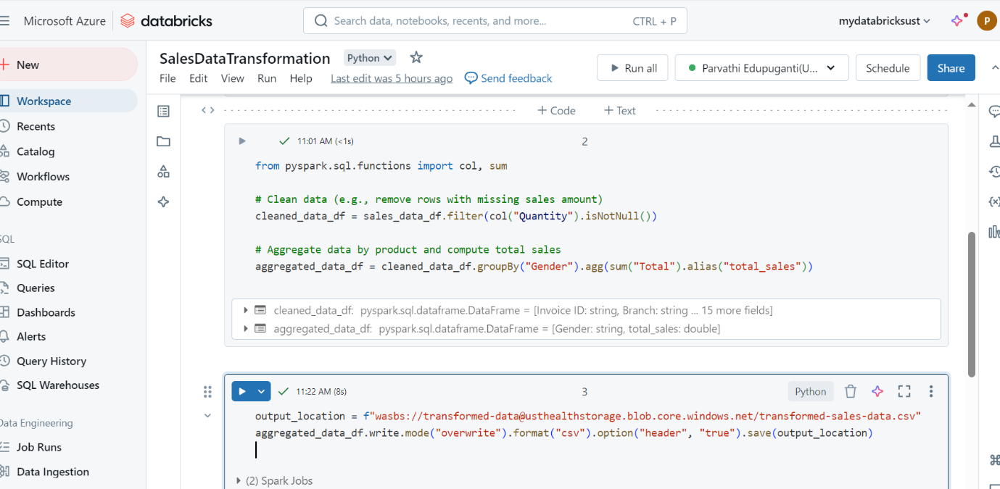 Microsoft Azure databricks Search data, notebooks, recents, and more... CTRL + P mydatabricksust P
New
Workspace
Recents
Catalog
Workflows
Compute
SQL
SQL Editor
Queries
Dashboards
Alerts
Query History
SQL Warehouses
Data Engineering
Job Runs
Data Ingestion
SalesDataTransformation Python
File Edit View Run Help Last edit was 5 hours ago Send feedback
Run all Parvathi Edupuganti(U... Schedule Share
+ Code + Text
11:01 AM (<1s) 2
from pyspark.sql.functions import col, sum
# Clean data (e.g., remove rows with missing sales amount)
cleaned_data_df = sales_data_df.filter(col("Quantity").isNotNull())
# Aggregate data by product and compute total sales
aggregated_data_df = cleaned_data_df.groupBy("Gender").agg(sum("Total").alias("total_sales"))
cleaned_data_df: pyspark.sql.dataframe.DataFrame = [Invoice ID: string, Branch: string ... 15 more fields]
aggregated_data_df: pyspark.sql.dataframe.DataFrame = [Gender: string, total_sales: double]
11:22 AM (8s) 3 Python
output_location = f"wasbs://transformed-data@usthealthstorage.blob.core.windows.net/transformed-sales-data.csv"
aggregated_data_df.write.mode("overwrite").format("csv").option("header", "true").save(output_location)
(2) Spark Jobs